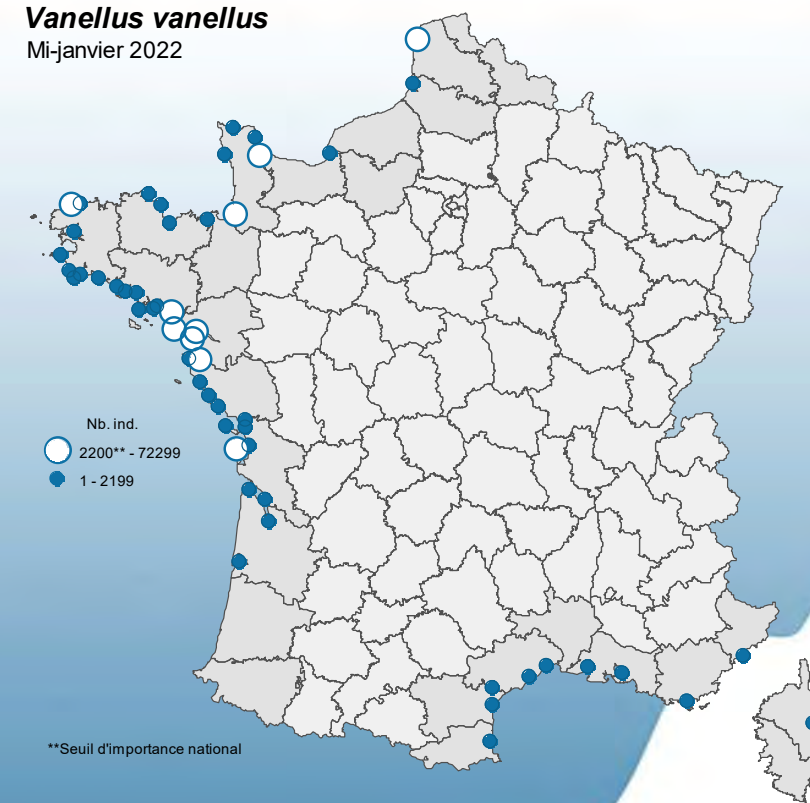 Vanellus vanellus
Mi-janvier 2022
Nb. ind.
2200** - 72299
1 - 2199
**Seuil d'importance national